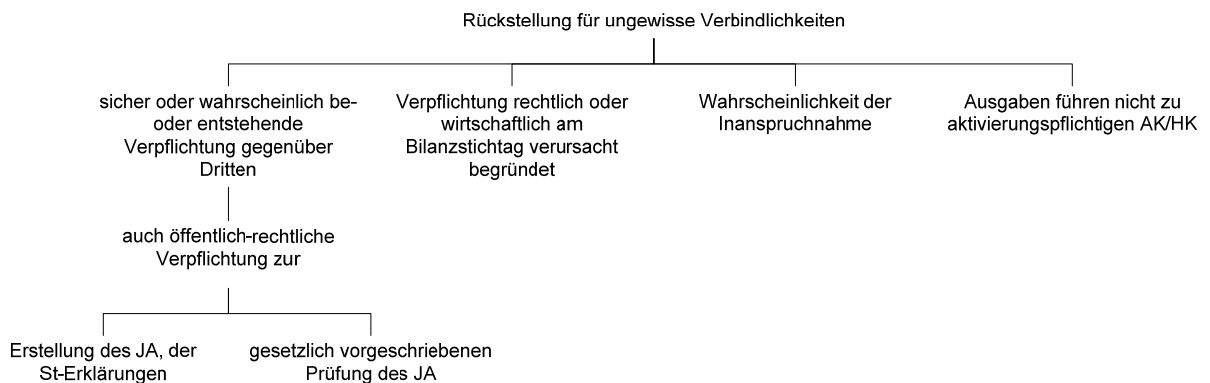 Rückstellung für ungewisse Verbindlichkeiten
sicher oder wahrscheinlich be-
oder entstehende
Verpflichtung gegenüber
Dritten
Verpflichtung rechtlich oder
wirtschaftlich am
Bilanzstichtag verursacht
begründet
Wahrscheinlichkeit der
Inanspruchnahme
Ausgaben führen nicht zu
aktivierungspflichtigen AK/HK
auch öffentlich-rechtliche
Verpflichtung zur
Erstellung des JA, der
St-Erklärungen
gesetzlich vorgeschriebenen
Prüfung des JA